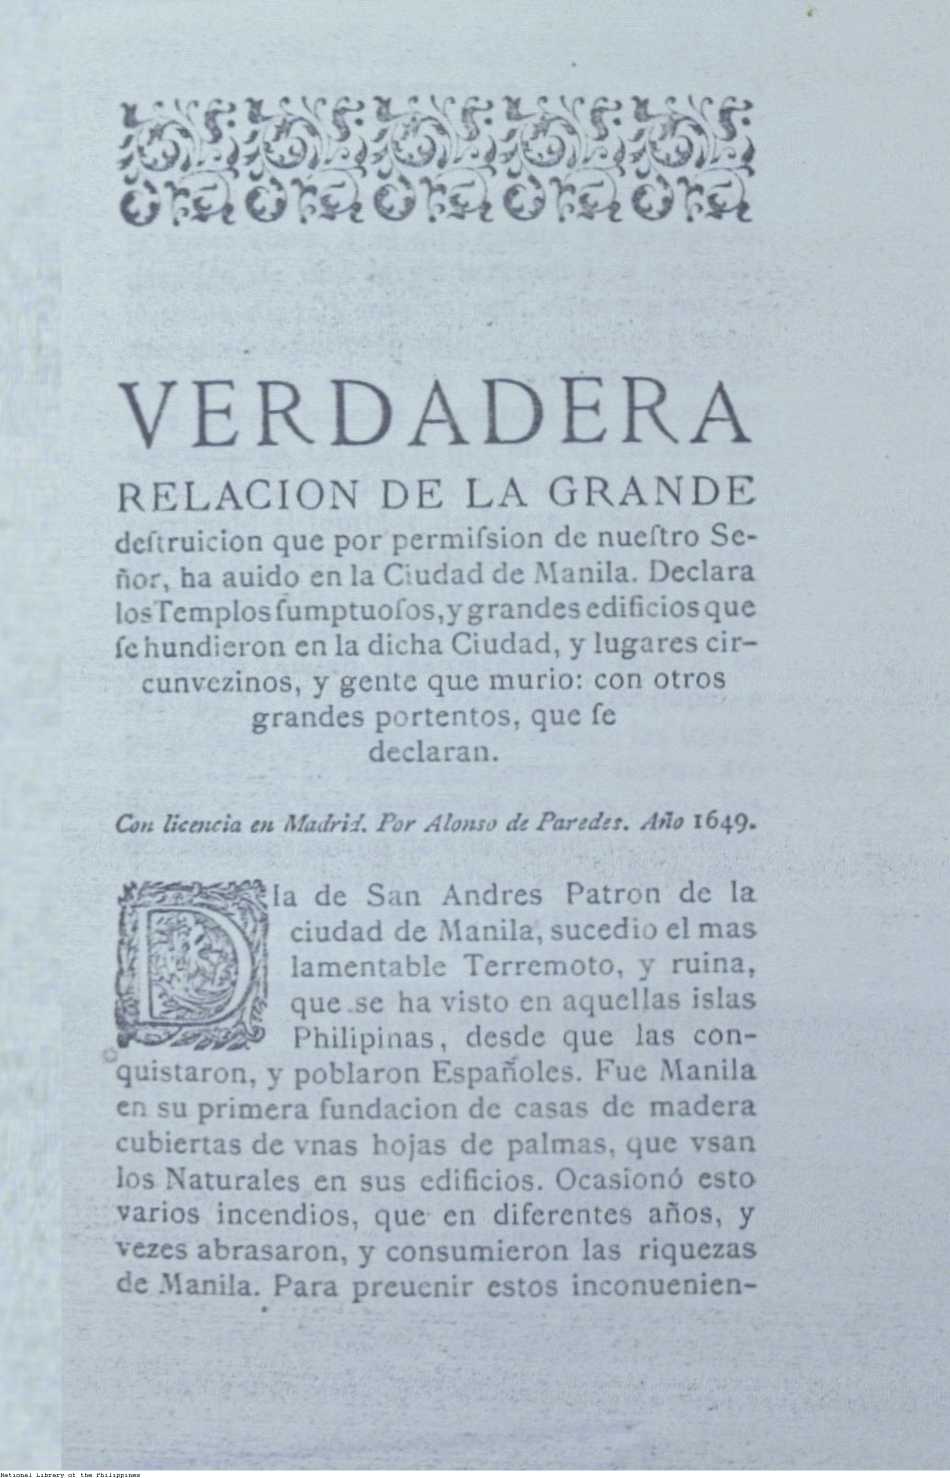 VERDADERA
RELACION DE LA GRANDE
deſtruicion que por permiſsion de nueſtro Se-
ñor, ha auido en la Ciudad de Manila. Declara
los Templos ſumptuoſos, y grandes edificios que
ſe hundieron en la dicha Ciudad, y lugares cir-
cunvezinos, y gente que murio: con otros
grandes portentos, que ſe
declaran.
Con licencia en Madrid. Por Alonso de Paredes. Año 1649.
DIa de San Andres Patron de la
ciudad de Manila, sucedio el mas
lamentable Terremoto, y ruina,
que se ha visto en aquellas islas
Philipinas, desde que las con-
quistaron, y poblaron Españoles. Fue Manila
en su primera fundacion de casas de madera
cubiertas de vnas hojas de palmas, que vsan
los Naturales en sus edificios. Ocasionó esto
varios incendios, que en diferentes años, y
vezes abrasaron, y consumieron las riquezas
de Manila. Para preuenir estos inconuenien-
National Library of the Philippines